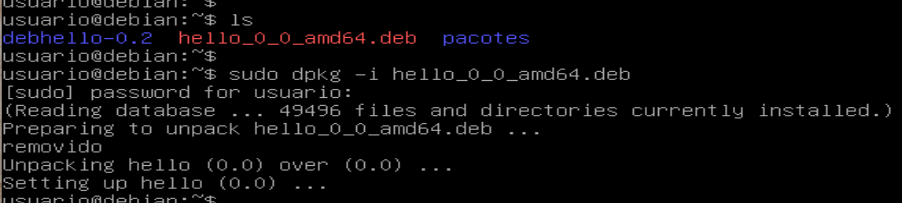 usuario@debian:~$
usuario@debian:~$ ls
debhello-0.2 hello_0_0_amd64.deb pacotes
usuario@debian:~$
usuario@debian:~$ sudo dpkg -i hello_0_0_amd64.deb
[sudo] password for usuario:
(Reading database ... 49496 files and directories currently installed.)
Preparing to unpack hello_0_0_amd64.deb ...
removido
Unpacking hello (0.0) over (0.0) ...
Setting up hello (0.0) ...
usuario@debian:~$